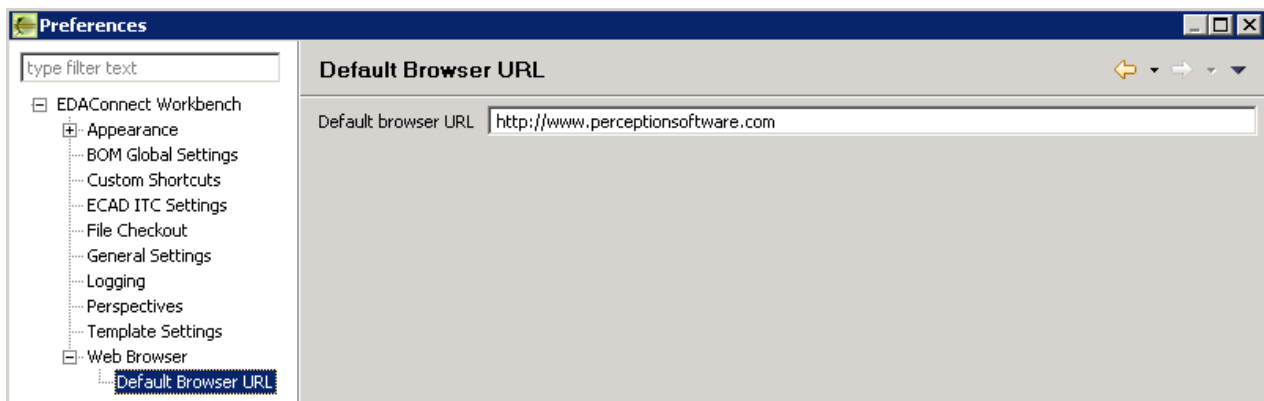 Preferences
type filter text
Default Browser URL
EDAConnect Workbench
Appearance
BOM Global Settings
Custom Shortcuts
ECAD ITC Settings
File Checkout
General Settings
Logging
Perspectives
Template Settings
Web Browser
Default Browser URL
Default browser URL http://www.perceptionsoftware.com